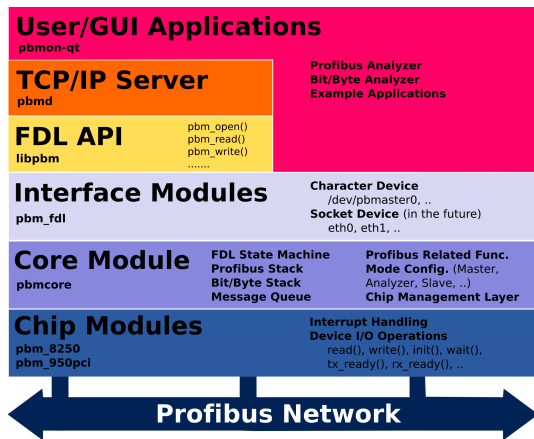 User/GUI Applications
pbmon-qt
Profibus Analyzer
Bit/Byte Analyzer
Example Applications
TCP/IP Server
pbmd
FDL API
libpbm
pbm_open()
pbm_read()
pbm_write()
.......
Interface Modules
pbm_fdl
Character Device
/dev/pbmaster0, ..
Socket Device (in the future)
eth0, eth1, ..
Core Module
pbmcore
FDL State Machine
Profibus Stack
Bit/Byte Stack
Message Queue
Profibus Related Func.
Mode Config. (Master,
Analyzer, Slave, ..)
Chip Management Layer
Chip Modules
pbm_8250
pbm_950pci
Interrupt Handling
Device I/O Operations
read(), write(), init(), wait(),
tx_ready(), rx_ready(), ..
Profibus Network